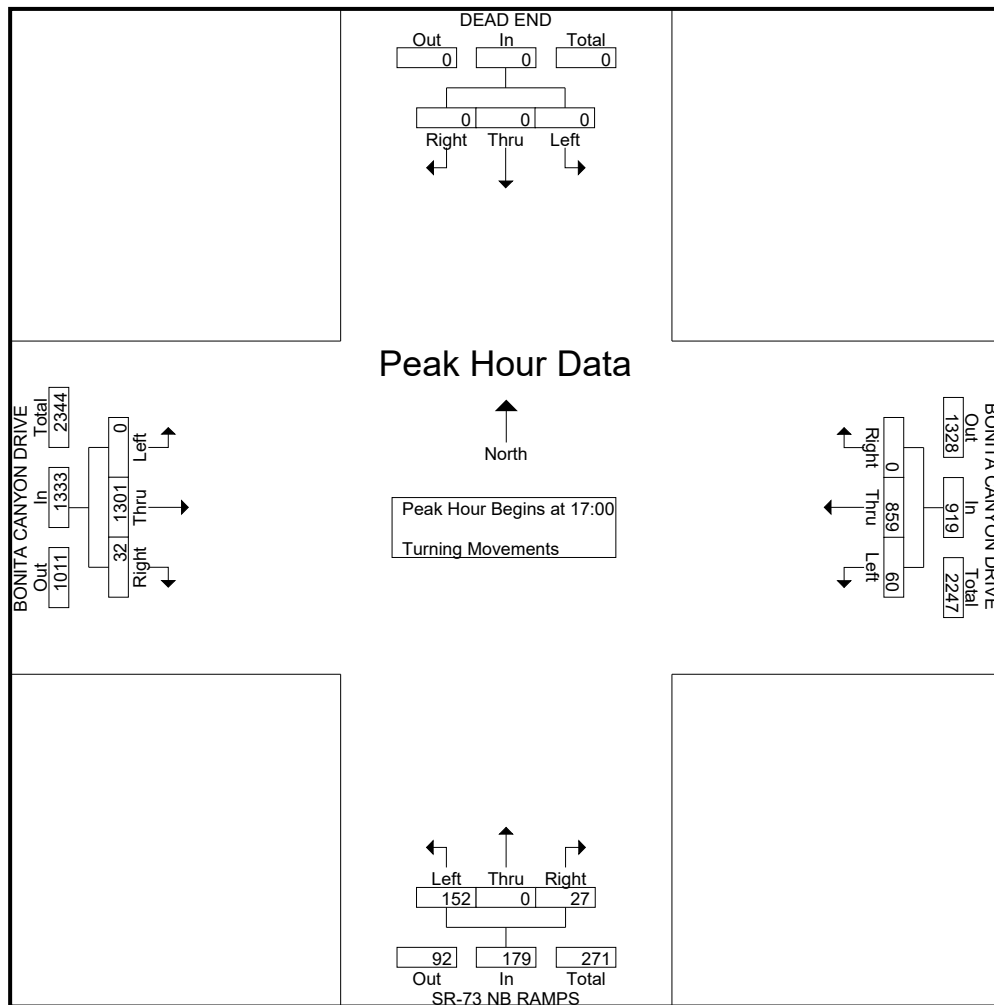 DEAD END
Out In Total
0 0 0
0 0 0
Right Thru Left
Peak Hour Data
North
Peak Hour Begins at 17:00
Turning Movements
BONITA CANYON DRIVE
Total In Out
2344 1333 1011
0 1301 32
Left Thru Right
BONITA CANYON DRIVE
Out In Total
1328 919 2247
0 859 60
Right Thru Left
Left Thru Right
152 0 27
92 179 271
Out In Total
SR-73 NB RAMPS